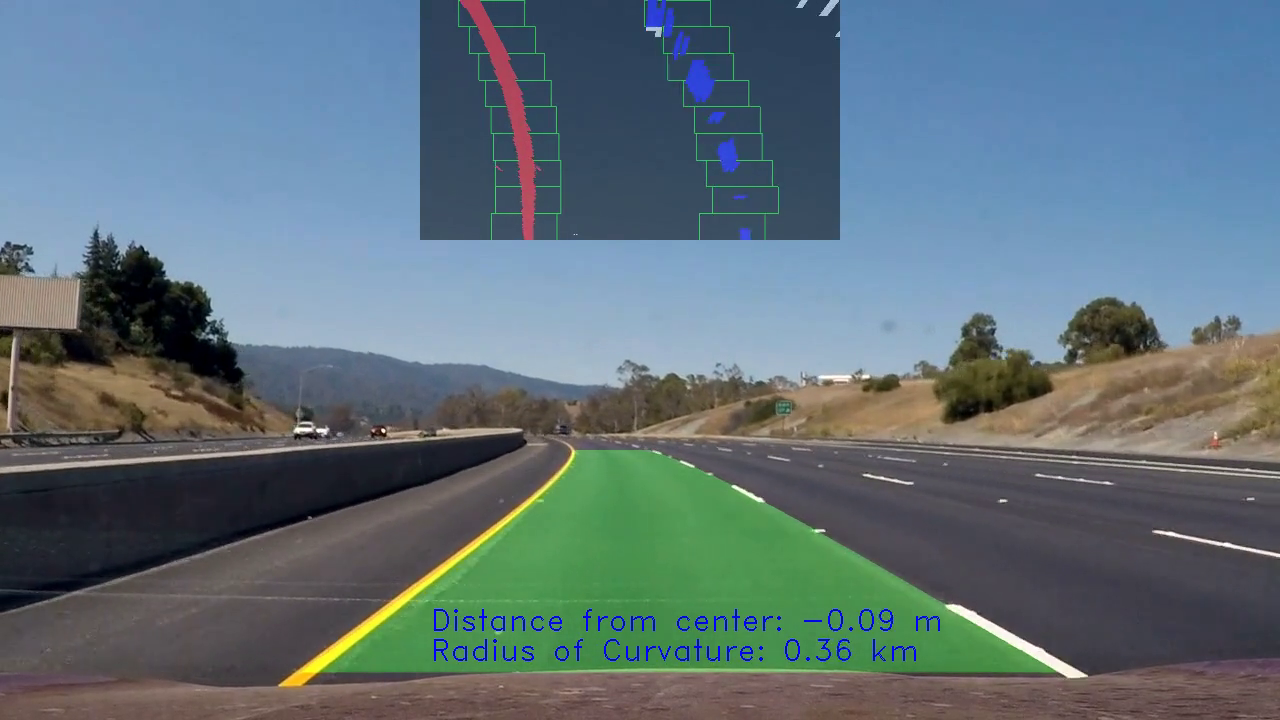 Distance from center: −0.09 m
Radius of Curvature: 0.36 km